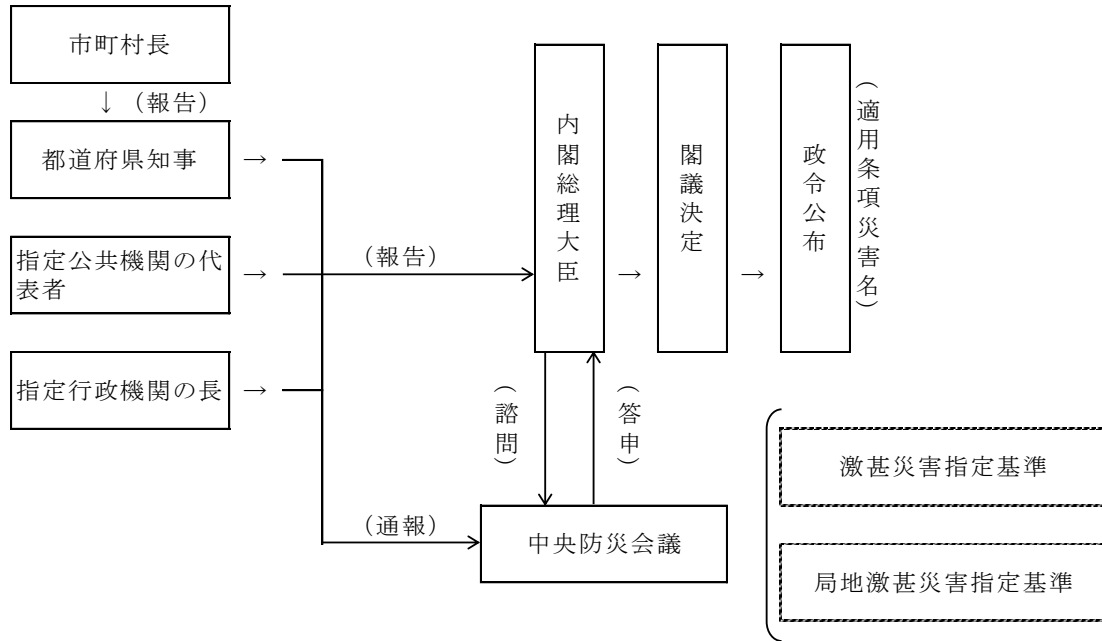 市町村長
↓（報告）
都道府県知事 →
指定公共機関の代
表者 →
指定行政機関の長 →
（報告）
（通報）
内閣総理大臣
→
閣議決定
→
政令公布
（適用条項災害名）
（諮問）
（答申）
中央防災会議
激甚災害指定基準
局地激甚災害指定基準